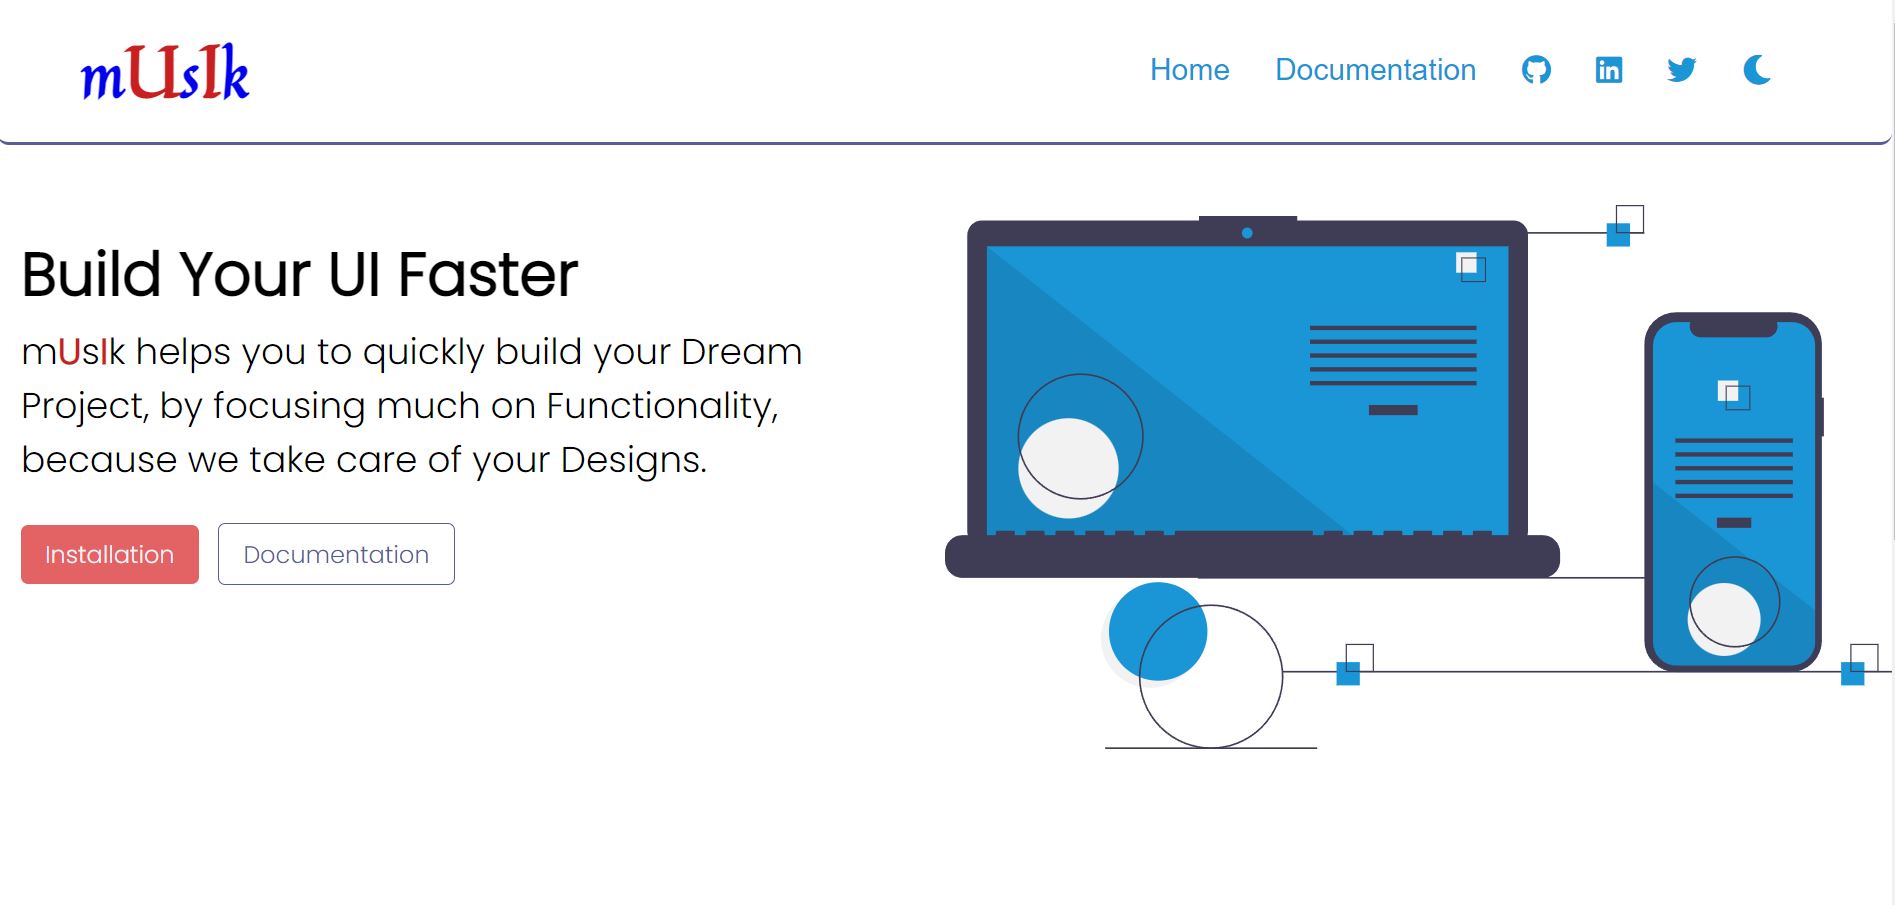 mUsIk
Home Documentation
Build Your UI Faster
mUsIk helps you to quickly build your Dream
Project, by focusing much on Functionality,
because we take care of your Designs.
Installation Documentation